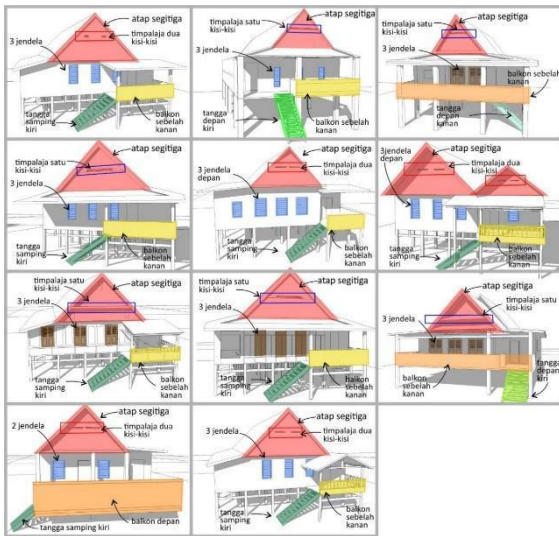 atap segitiga
timpalaja dua
kisi-kisi
3 jendela
tangga
samping
kiri
balkon sebelah
kanan
atap segitiga
timpalaja satu
kisi-kisi
3 jendela
tangga
depan
kiri
balkon sebelah
kanan
atap segitiga
timpalaja satu
kisi-kisi
3 jendela
balkon sebelah
kanan
tangga
depan kanan
atap segitiga
timpalaja satu
kisi-kisi
3 jendela
tangga
samping kiri
balkon sebelah
kanan
atap segitiga
timpalaja dua
kisi-kisi
3jendela
depan
tangga
samping kiri
balkon sebelah
kanan
atap segitiga
timpalaja dua
kisi-kisi
3jendela
depan
tangga
samping kiri
balkon sebelah
kanan
atap segitiga
timpalaja satu
kisi-kisi
3 jendela
tangga
samping kiri
balkon sebelah
kanan
atap segitiga
timpalaja satu
kisi-kisi
3 jendela
tangga
samping kiri
balkon sebelah
kanan
atap segitiga
timpalaja satu
kisi-kisi
3 jendela
balkon
sebelah
kanan
tangga
depan
kiri
atap segitiga
timpalaja dua
kisi-kisi
2 jendela
balkon depan
tangga samping kiri
atap segitiga
timpalaja dua
kisi-kisi
3 jendela
tangga
samping
kiri
balkon sebelah
kanan